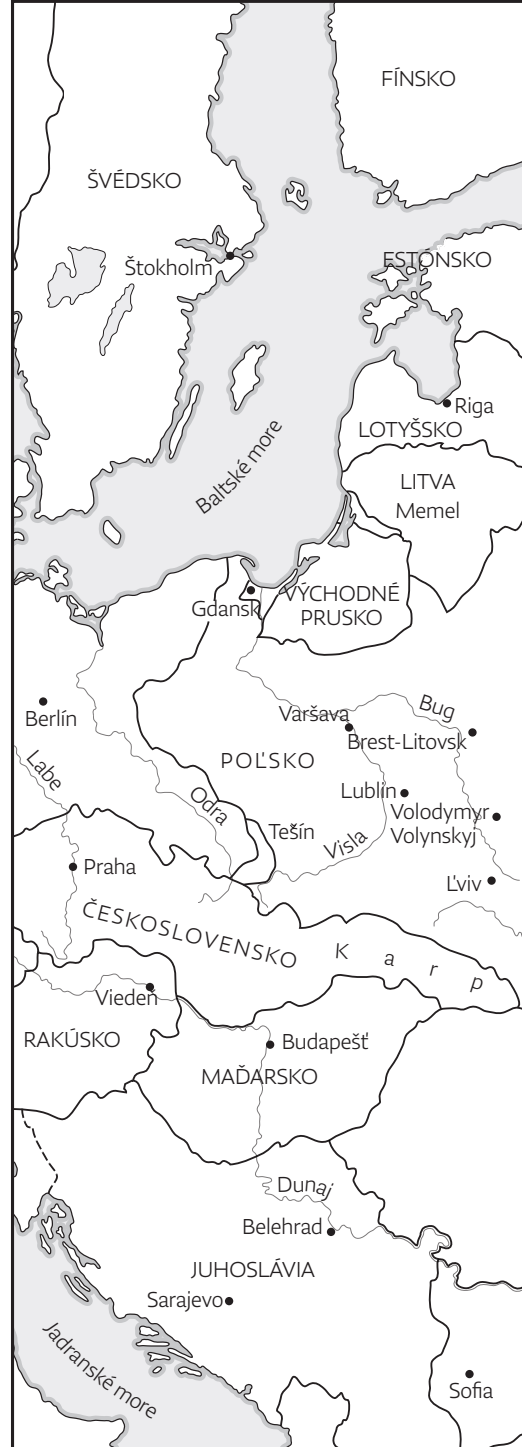 FÍNSKO
ŠVÉDSKO
Štokholm
ESTÓNSKO
Riga
LOTYŠSKO
Baltské more
LITVA
Memel
Gdansk
VÝCHODNÉ
PRUSKO
Berlín
Varšava
Bug
Brest-Litovsk
POĽSKO
Labe
Odra
Lublín
Volodymyr
Volynskyj
Tešín
Visla
Praha
Ľviv
ČESKOSLOVENSKO
Karp
Viedeň
RAKÚSKO
Budapešť
MAĎARSKO
Dunaj
Belehrad
JUHOSLÁVIA
Sarajevo
Jadranské more
Sofia